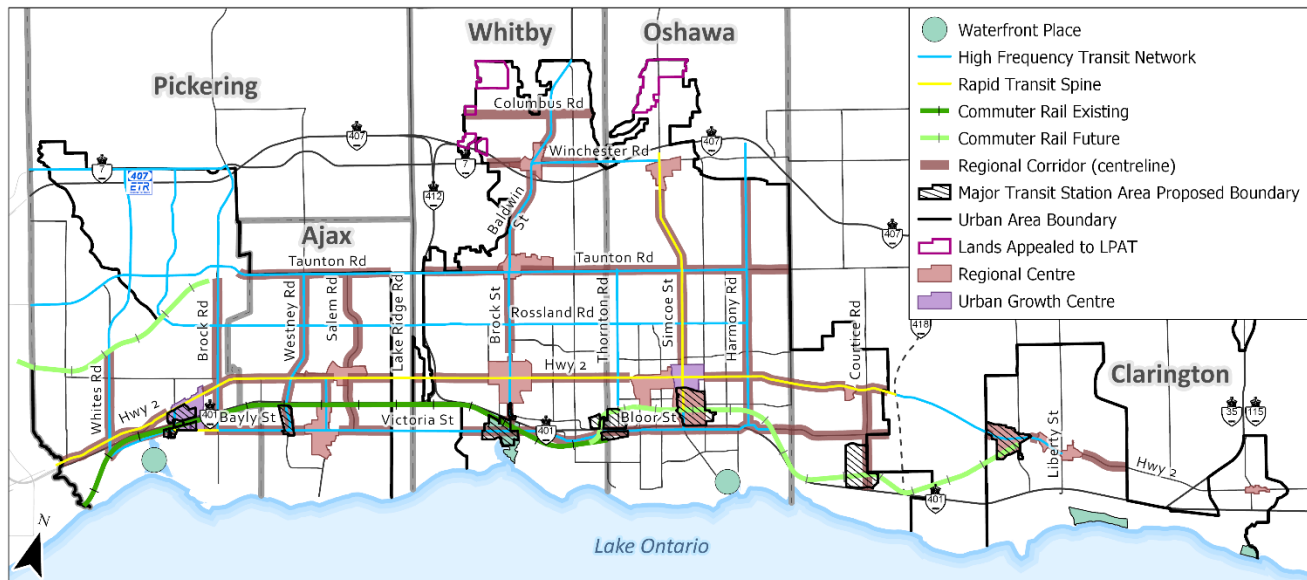 Whitby
Oshawa
Pickering
Ajax
Clarington
Waterfront Place
High Frequency Transit Network
Rapid Transit Spine
Commuter Rail Existing
Commuter Rail Future
Regional Corridor (centreline)
Major Transit Station Area Proposed Boundary
Urban Area Boundary
Lands Appealed to LPAT
Regional Centre
Urban Growth Centre
Columbus Rd
407
407
7
Winchester Rd
7
407
ETR
412
Baldwin
St
407
Taunton Rd
Taunton Rd
Brock Rd
Westney Rd
Salem Rd
Lake Ridge Rd
Brock St
Rossland Rd
Thornton Rd
Simcoe St
Harmony Rd
418
Whites Rd
Hwy 2
Courtice Rd
Hwy 2
401
Bayly St
Victoria St
401
Bloor St
Liberty St
35
115
Hwy 2
401
N
Lake Ontario